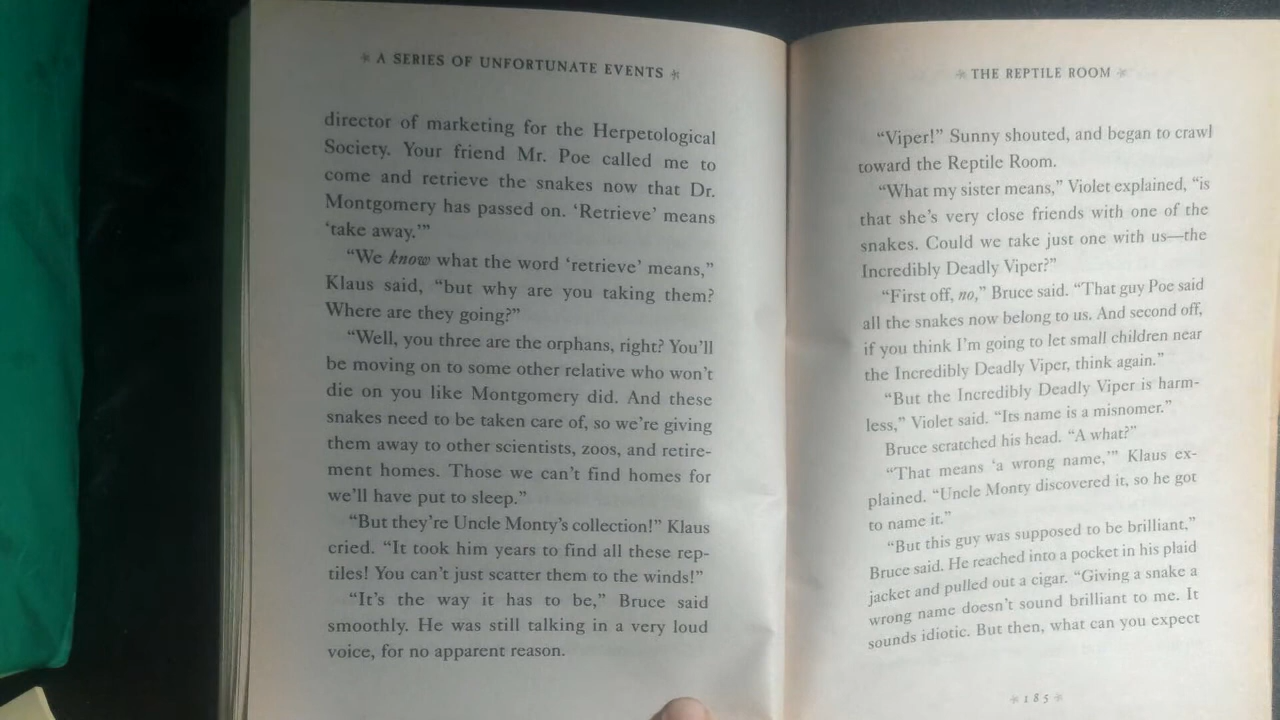 * A SERIES OF UNFORTUNATE EVENTS *
director of marketing for the Herpetological
Society. Your friend Mr. Poe called me to
come and retrieve the snakes now that Dr.
Montgomery has passed on. ‘Retrieve’ means
‘take away.’”
“We know what the word ‘retrieve’ means,”
Klaus said, “but why are you taking them?
Where are they going?”
“Well, you three are the orphans, right? You’ll
be moving on to some other relative who won’t
die on you like Montgomery did. And these
snakes need to be taken care of, so we’re giving
them away to other scientists, zoos, and retire-
ment homes. Those we can’t find homes for
we’ll have put to sleep.”
“But they’re Uncle Monty’s collection!” Klaus
cried. “It took him years to find all these rep-
tiles! You can’t just scatter them to the winds!”
“It’s the way it has to be,” Bruce said
smoothly. He was still talking in a very loud
voice, for no apparent reason.
* THE REPTILE ROOM *
“Viper!” Sunny shouted, and began to crawl
toward the Reptile Room.
“What my sister means,” Violet explained, “is
that she’s very close friends with one of the
snakes. Could we take just one with us—the
Incredibly Deadly Viper?”
“First off, no,” Bruce said. “That guy Poe said
all the snakes now belong to us. And second off,
if you think I’m going to let small children near
the Incredibly Deadly Viper, think again.”
“But the Incredibly Deadly Viper is harm-
less,” Violet said. “Its name is a misnomer.”
Bruce scratched his head. “A what?”
“That means ‘a wrong name,’” Klaus ex-
plained. “Uncle Monty discovered it, so he got
to name it.”
“But this guy was supposed to be brilliant,”
Bruce said. He reached into a pocket in his plaid
jacket and pulled out a cigar. “Giving a snake a
wrong name doesn’t sound brilliant to me. It
sounds idiotic. But then, what can you expect
* 185 *